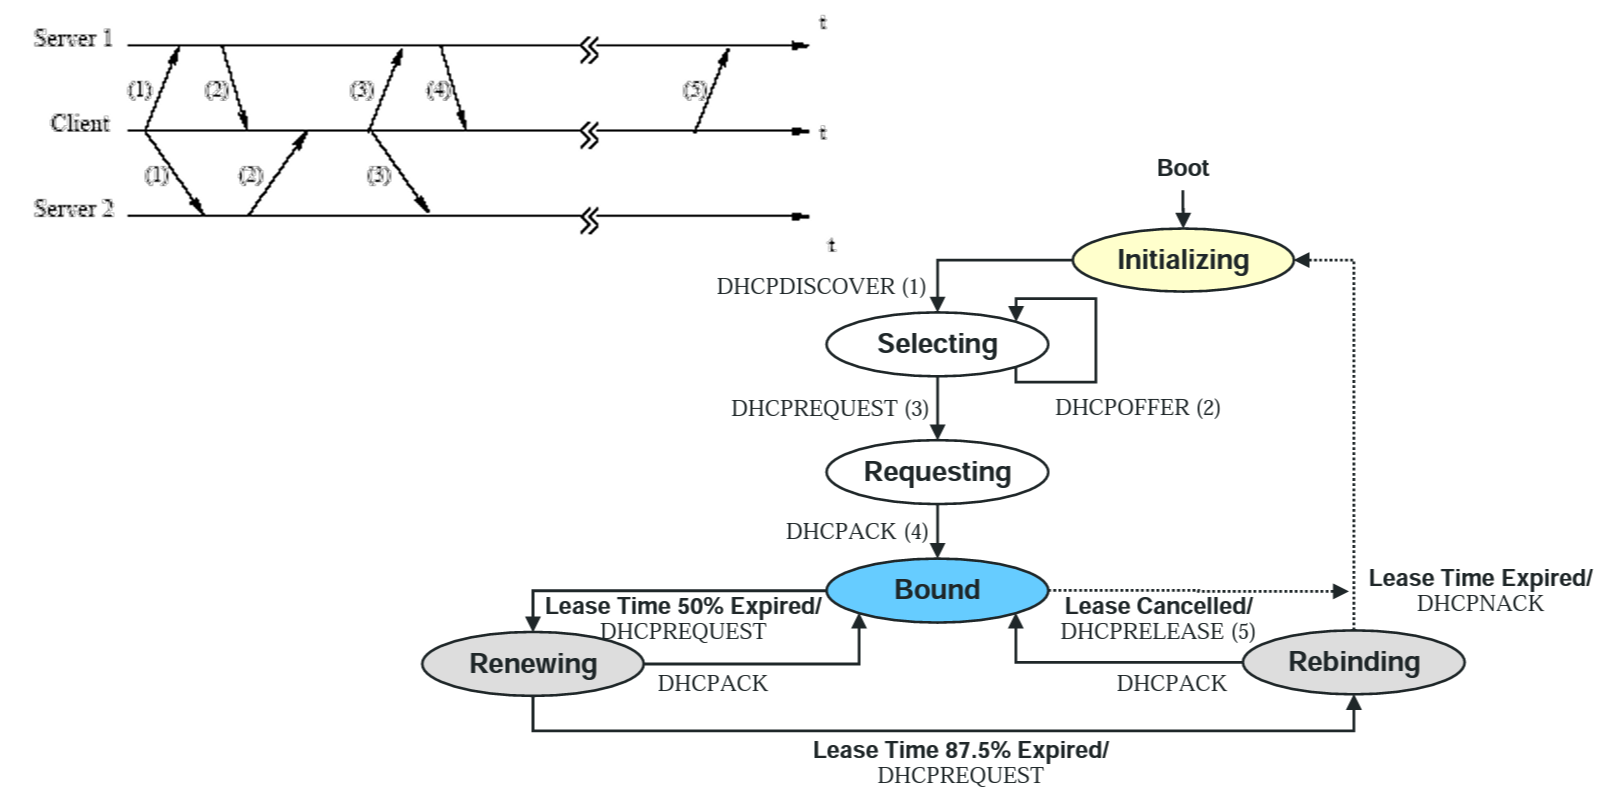 Server 1
t
(1)
(2)
(3)
(4)
(5)
Client
t
(1)
(2)
(3)
Server 2
t
Boot
Initializing
DHCPDISCOVER (1)
Selecting
DHCPREQUEST (3)
DHCPOFFER (2)
Requesting
DHCPACK (4)
Bound
Lease Time 50% Expired/
DHCPREQUEST
Lease Cancelled/
DHCPRELEASE (5)
Lease Time Expired/
DHCPNACK
Renewing
DHCPACK
DHCPACK
Rebinding
Lease Time 87.5% Expired/
DHCPREQUEST